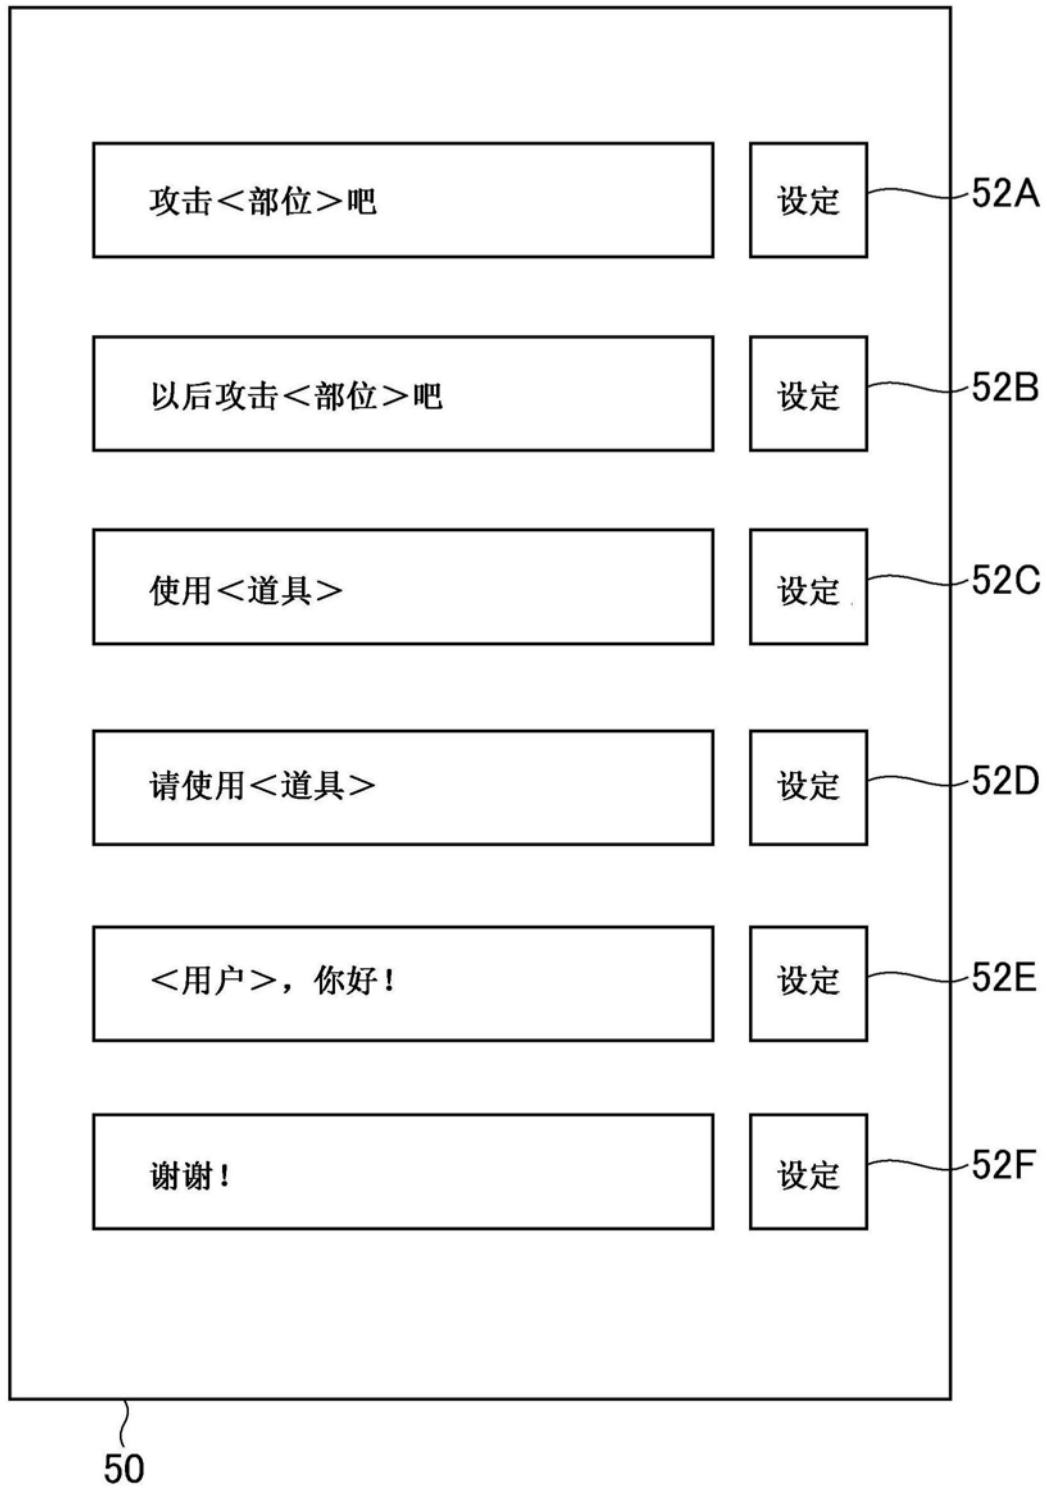 攻击<部位>吧 设定 52A
以后攻击<部位>吧 设定 52B
使用<道具> 设定 52C
请使用<道具> 设定 52D
<用户>，你好! 设定 52E
谢谢! 设定 52F
50